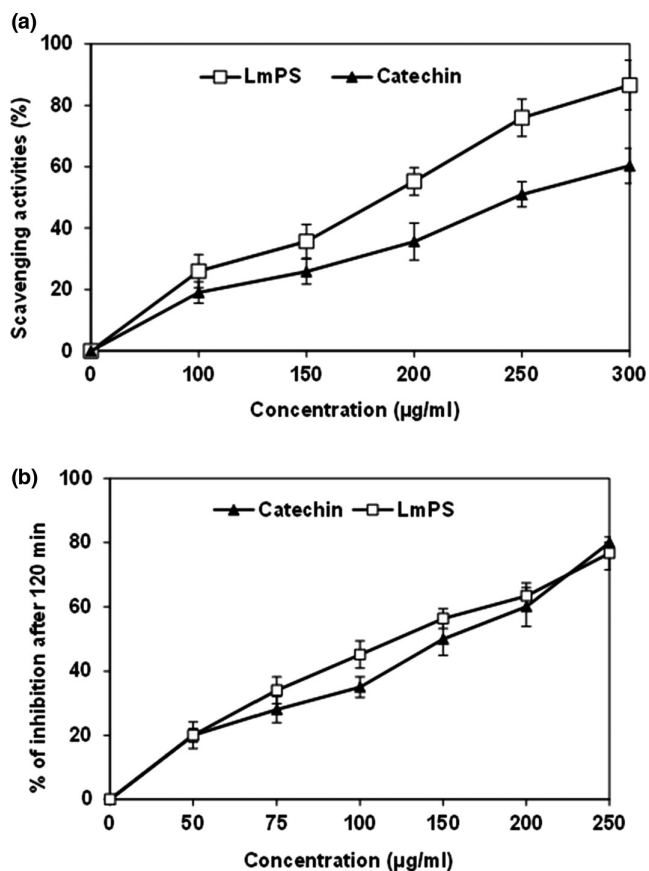 (a)
LmPS Catechin
100
80
60
40
20
0
Scavenging activities (%)
0 100 150 200 250 300
Concentration (µg/ml)
(b)
Catechin LmPS
100
80
60
40
20
0
% of inhibition after 120 min
0 50 75 100 150 200 250
Concentration (µg/ml)